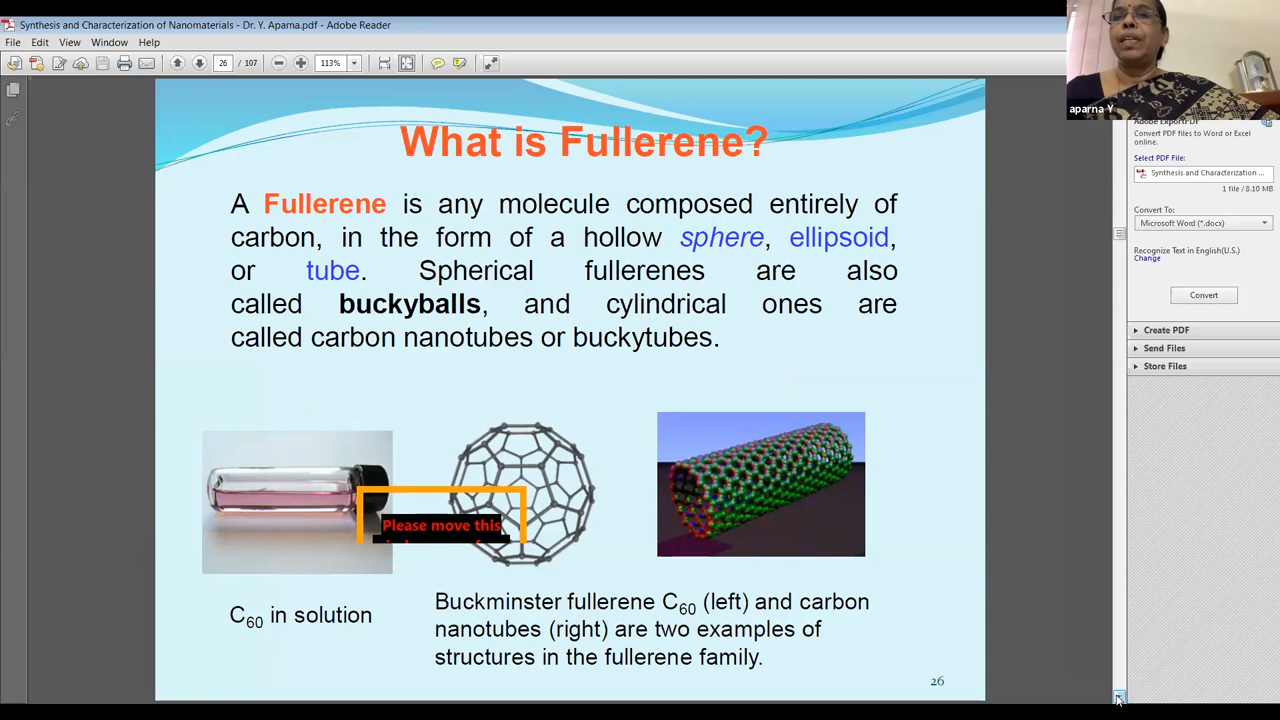 Synthesis and Characterization of Nanomaterials - Dr. Y. Aparna.pdf - Adobe Reader
File Edit View Window Help
26 / 107 113%
aparna Y
Adobe ExportPDF
Convert PDF files to Word or Excel
online.
Select PDF File:
Synthesis and Characterization ...
1 file / 8.10 MB
Convert To:
Microsoft Word (*.docx)
Recognize Text in English(U.S.)
Change
Convert
Create PDF
Send Files
Store Files
What is Fullerene?
A Fullerene is any molecule composed entirely of
carbon, in the form of a hollow sphere, ellipsoid,
or tube. Spherical fullerenes are also
called buckyballs, and cylindrical ones are
called carbon nanotubes or buckytubes.
Please move this
C60 in solution
Buckminster fullerene C60 (left) and carbon
nanotubes (right) are two examples of
structures in the fullerene family.
26